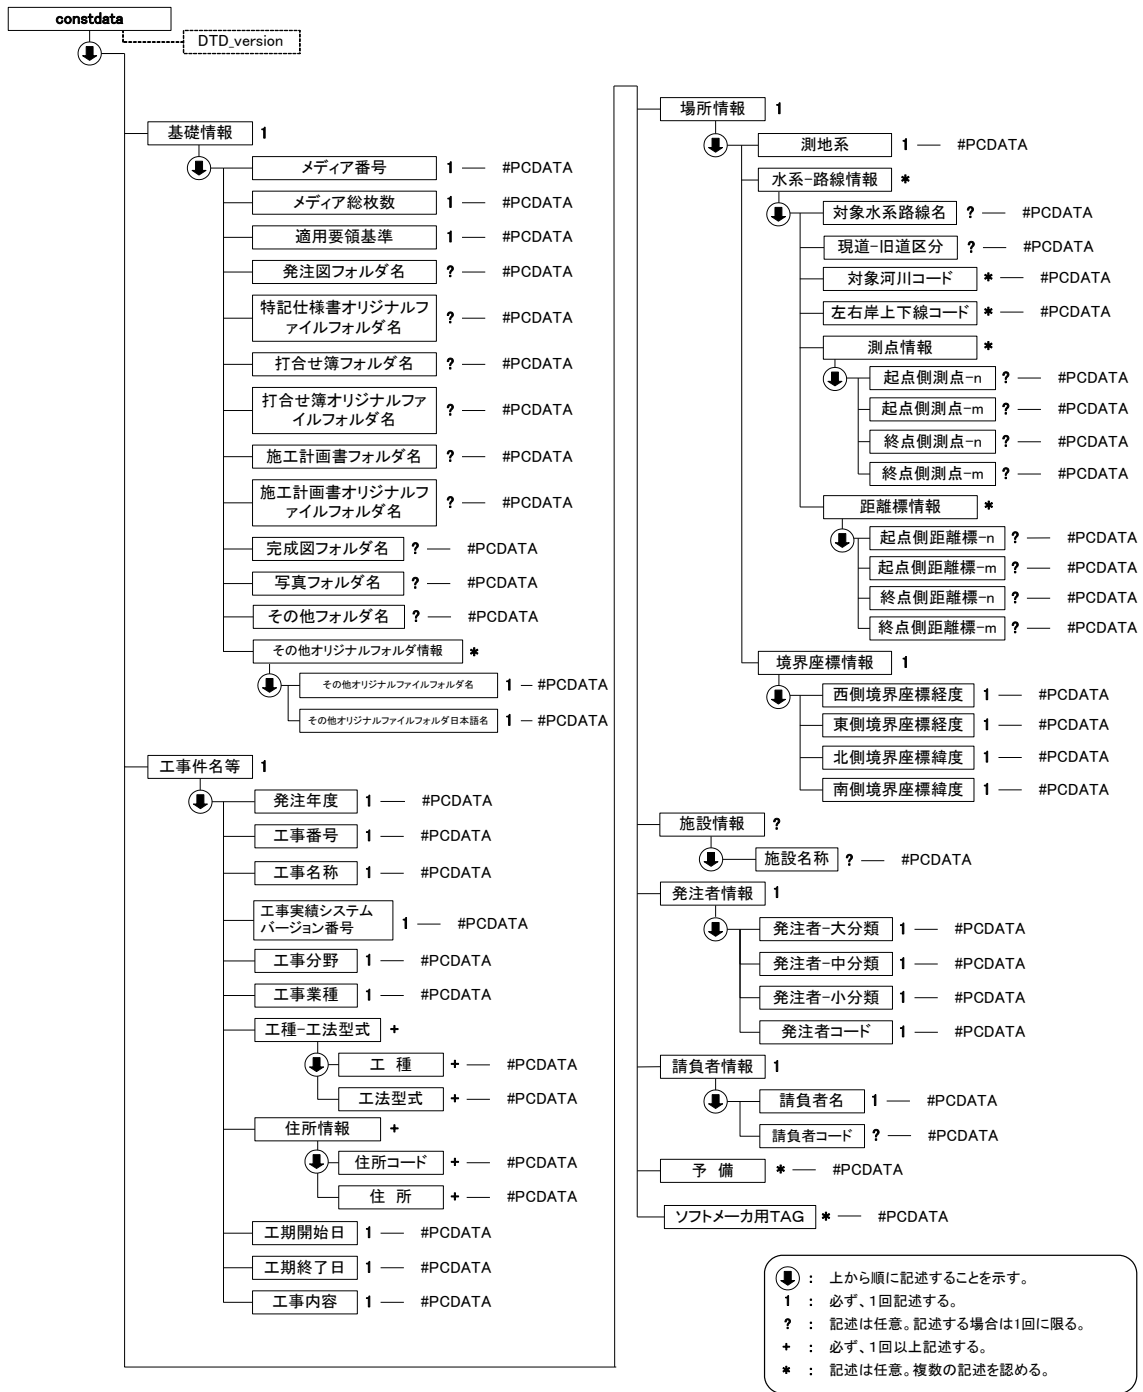 constdata
DTD_version
基礎情報 1
メディア番号 1 #PCDATA
メディア総枚数 1 #PCDATA
適用要領基準 1 #PCDATA
発注図フォルダ名 ? #PCDATA
特記仕様書オリジナルフ
ァイルフォルダ名 ? #PCDATA
打合せ簿フォルダ名 ? #PCDATA
打合せ簿オリジナルファ
イルフォルダ名 ? #PCDATA
施工計画書フォルダ名 ? #PCDATA
施工計画書オリジナルフ
ァイルフォルダ名 ? #PCDATA
完成図フォルダ名 ? #PCDATA
写真フォルダ名 ? #PCDATA
その他フォルダ名 ? #PCDATA
その他オリジナルフォルダ情報 *
その他オリジナルファイルフォルダ名 1 #PCDATA
その他オリジナルファイルフォルダ日本語名 1 #PCDATA
工事件名等 1
発注年度 1 #PCDATA
工事番号 1 #PCDATA
工事名称 1 #PCDATA
工事実績システム
バージョン番号 1 #PCDATA
工事分野 1 #PCDATA
工事業種 1 #PCDATA
工種-工法型式 +
工 種 + #PCDATA
工法型式 + #PCDATA
住所情報 +
住所コード + #PCDATA
住 所 + #PCDATA
工期開始日 1 #PCDATA
工期終了日 1 #PCDATA
工事内容 1 #PCDATA
場所情報 1
測地系 1 #PCDATA
水系-路線情報 *
対象水系路線名 ? #PCDATA
現道-旧道区分 ? #PCDATA
対象河川コード * #PCDATA
左右岸上下線コード * #PCDATA
測点情報 *
起点側測点-n ? #PCDATA
起点側測点-m ? #PCDATA
終点側測点-n ? #PCDATA
終点側測点-m ? #PCDATA
距離標情報 *
起点側距離標-n ? #PCDATA
起点側距離標-m ? #PCDATA
終点側距離標-n ? #PCDATA
終点側距離標-m ? #PCDATA
境界座標情報 1
西側境界座標経度 1 #PCDATA
東側境界座標経度 1 #PCDATA
北側境界座標緯度 1 #PCDATA
南側境界座標緯度 1 #PCDATA
施設情報 ?
施設名称 ? #PCDATA
発注者情報 1
発注者-大分類 1 #PCDATA
発注者-中分類 1 #PCDATA
発注者-小分類 1 #PCDATA
発注者コード 1 #PCDATA
請負者情報 1
請負者名 1 #PCDATA
請負者コード ? #PCDATA
予 備 * #PCDATA
ソフトメーカ用TAG * #PCDATA
: 上から順に記述することを示す。
1 : 必ず、1回記述する。
? : 記述は任意。記述する場合は1回に限る。
+ : 必ず、1回以上記述する。
* : 記述は任意。複数の記述を認める。